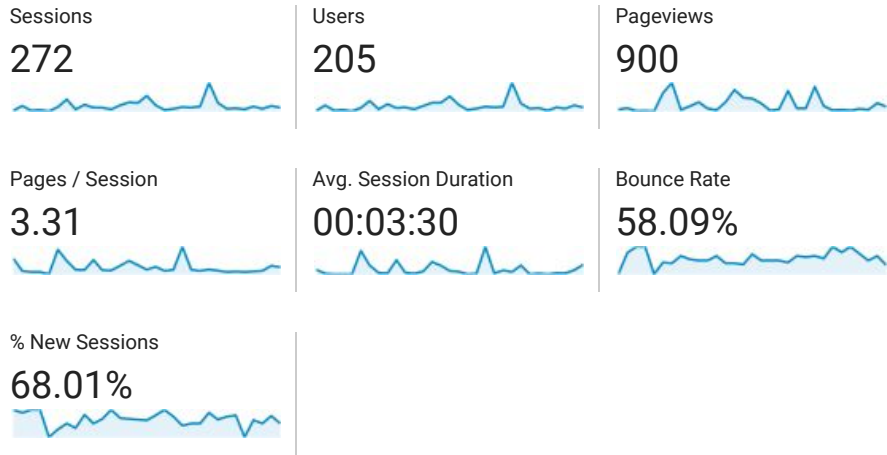 Sessions
272
Users
205
Pageviews
900
Pages / Session
3.31
Avg. Session Duration
00:03:30
Bounce Rate
58.09%
% New Sessions
68.01%